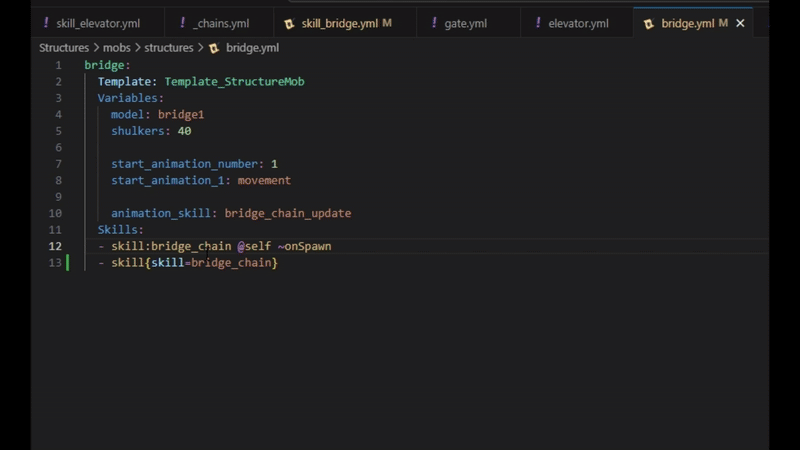 ! skill_elevator.yml ! _chains.yml skill_bridge.yml M ! gate.yml ! elevator.yml bridge.yml M ×
Structures > mobs > structures > bridge.yml
1 bridge:
2 Template: Template_StructureMob
3 Variables:
4 model: bridge1
5 shulkers: 40
6
7 start_animation_number: 1
8 start_animation_1: movement
9
10 animation_skill: bridge_chain_update
11 Skills:
12 - skill:bridge_chain @self ~onSpawn
13 - skill{skill=bridge_chain}